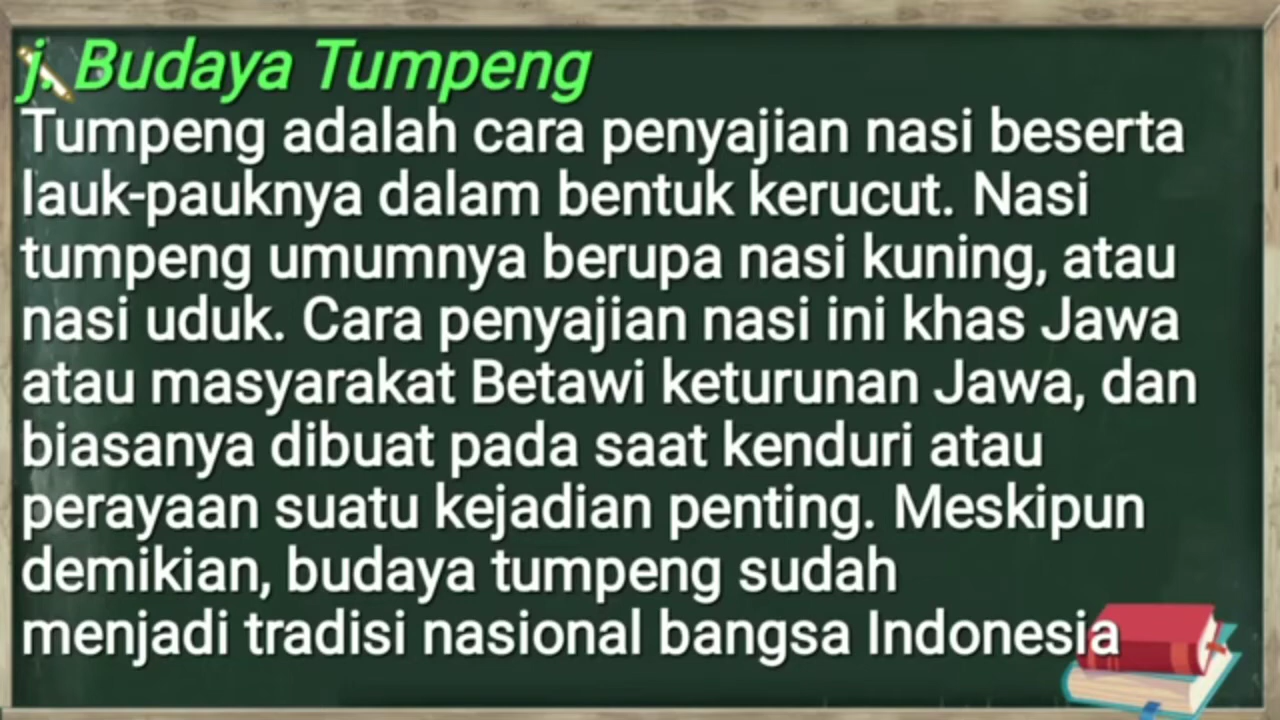 j. Budaya Tumpeng
Tumpeng adalah cara penyajian nasi beserta
lauk-pauknya dalam bentuk kerucut. Nasi
tumpeng umumnya berupa nasi kuning, atau
nasi uduk. Cara penyajian nasi ini khas Jawa
atau masyarakat Betawi keturunan Jawa, dan
biasanya dibuat pada saat kenduri atau
perayaan suatu kejadian penting. Meskipun
demikian, budaya tumpeng sudah
menjadi tradisi nasional bangsa Indonesia